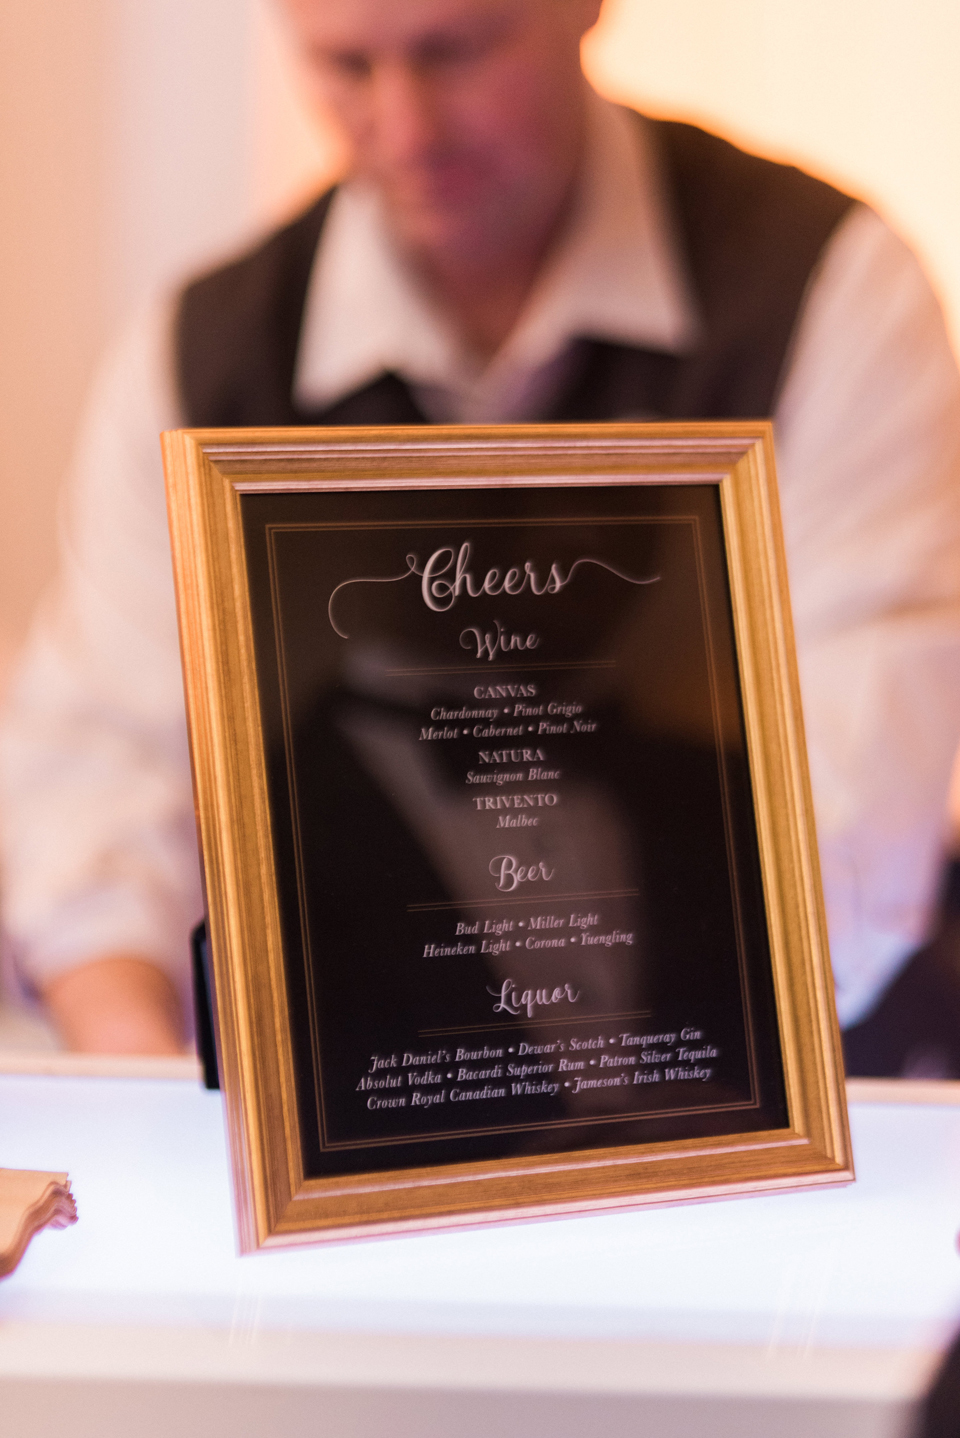 Cheers
Wine
CANVAS
Chardonnay • Pinot Grigio
Merlot • Cabernet • Pinot Noir
NATURA
Sauvignon Blanc
TRIVENTO
Malbec
Beer
Bud Light • Miller Light
Heineken Light • Corona • Yuengling
Liquor
Jack Daniel's Bourbon • Dewar's Scotch • Tanqueray Gin
Absolut Vodka • Bacardi Superior Rum • Patron Silver Tequila
Crown Royal Canadian Whiskey • Jameson's Irish Whiskey